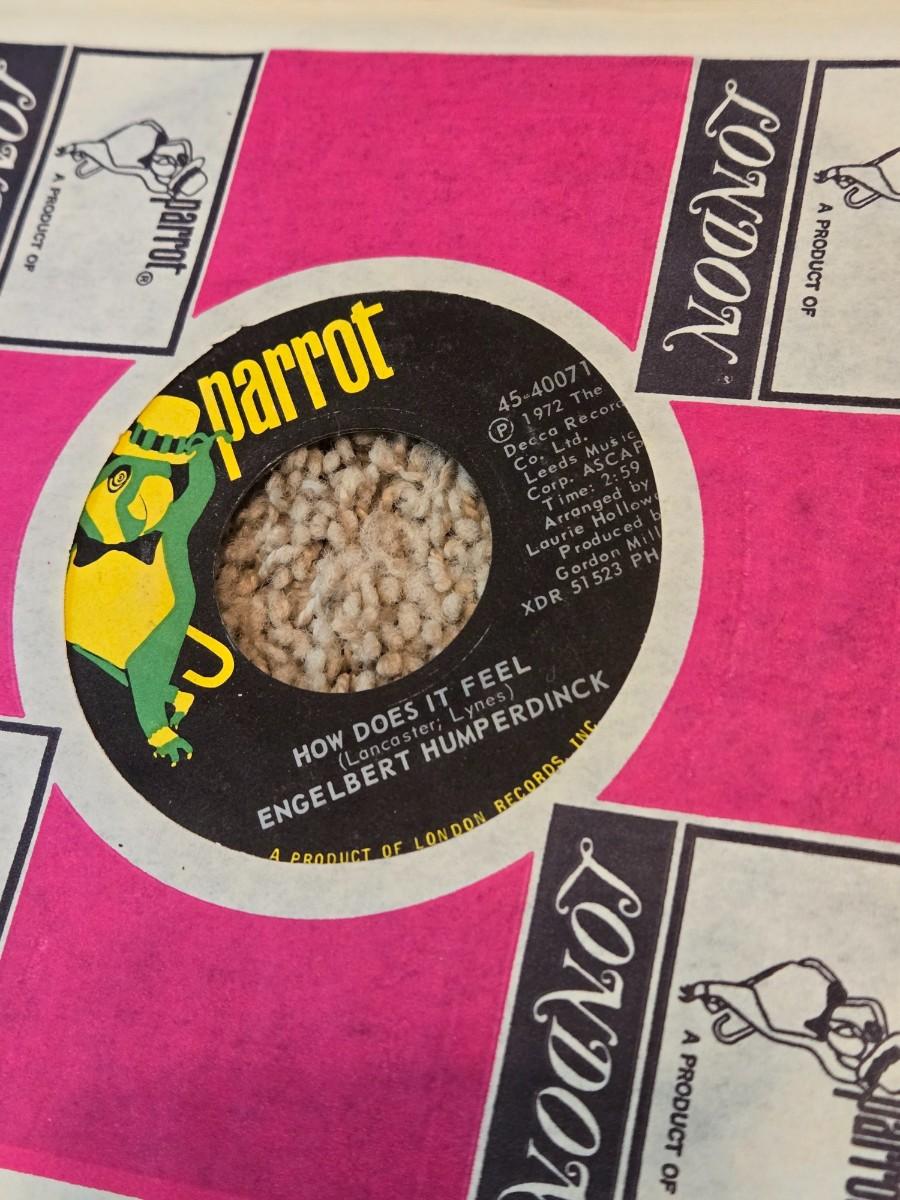 LONDON
A PRODUCT OF
parrot®
LONDON
A PRODUCT OF
parrot
45-40071
Ⓟ 1972 The
Decca Record
Co. Ltd.
Leeds Music
Corp. ASCAP
Time: 2:59
Arranged by
Laurie Hollow
Produced b
Gordon Mill
XDR 51523 PH
HOW DOES IT FEEL
(Lancaster; Lynes)
ENGELBERT HUMPERDINCK
A PRODUCT OF LONDON RECORDS, INC.
LONDON
A PRODUCT OF
parro